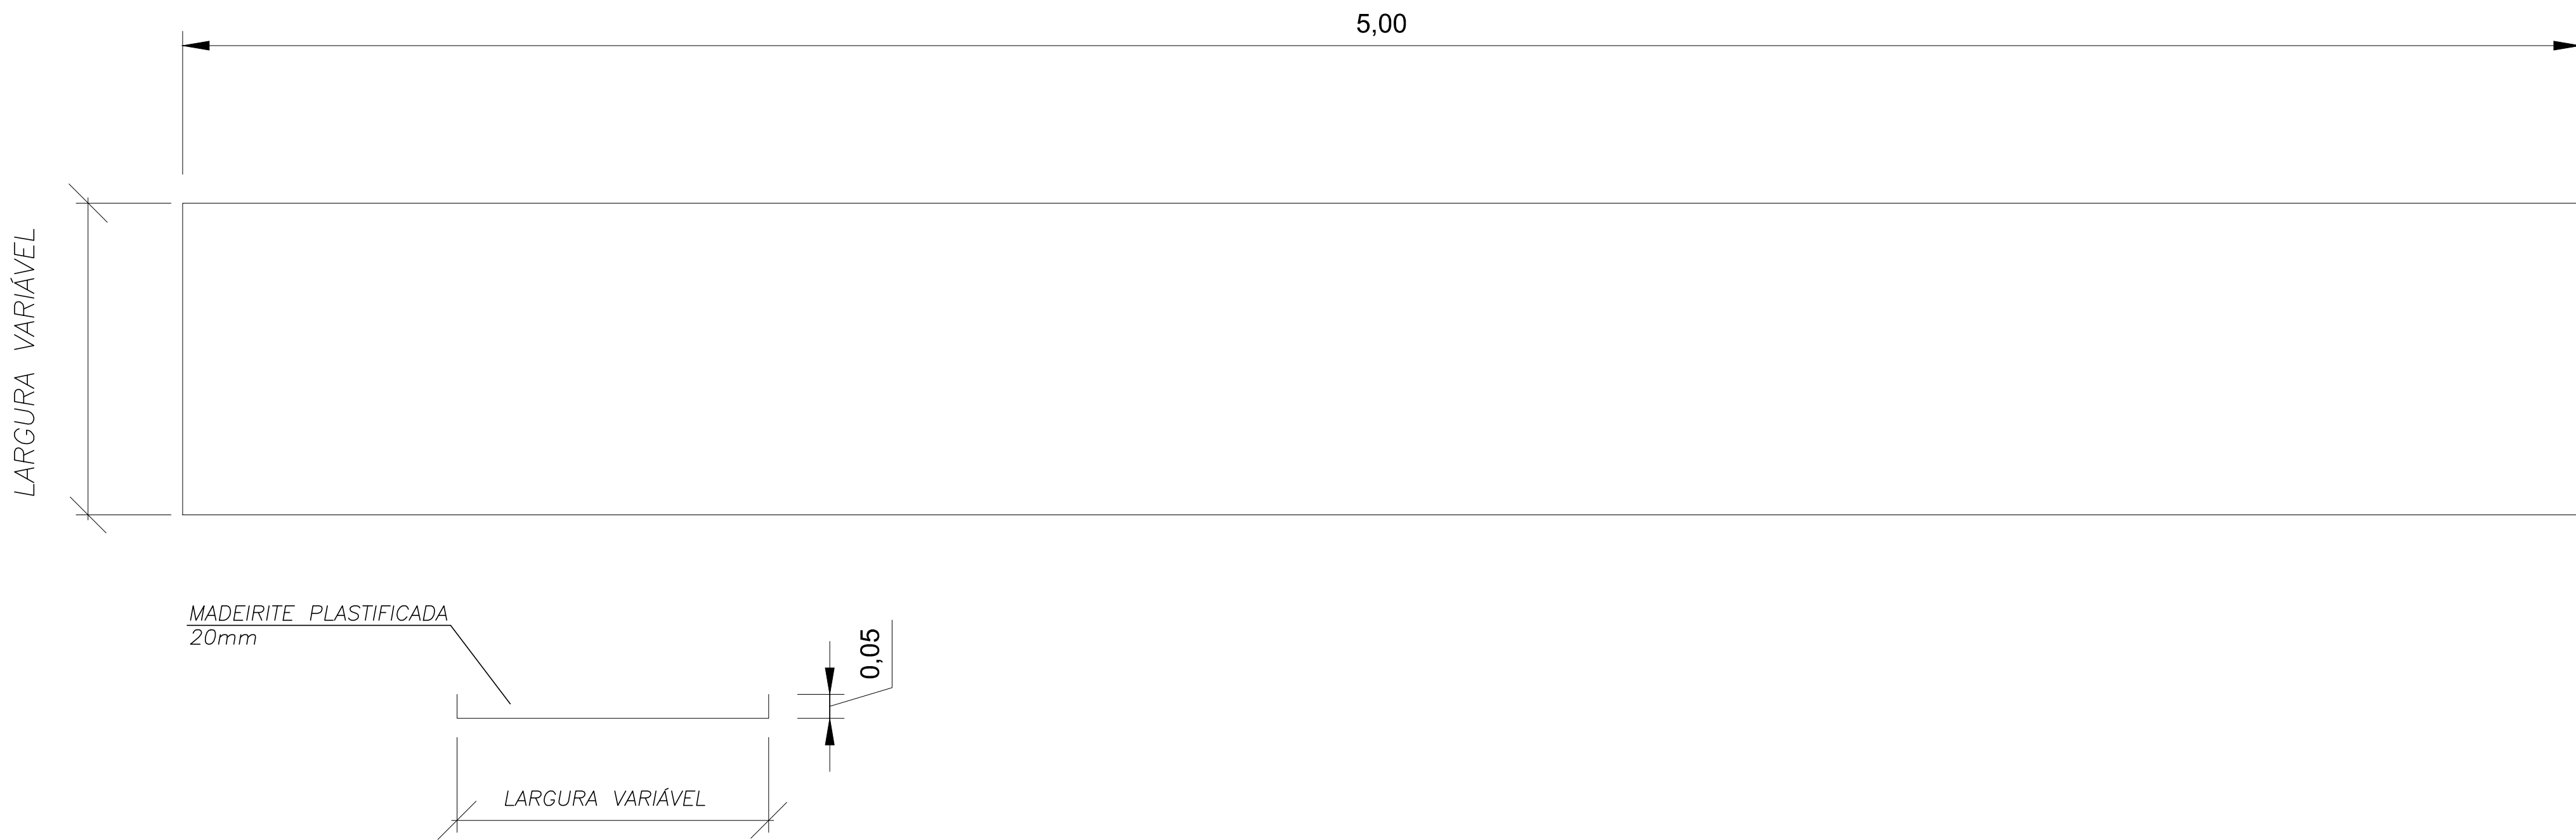 5,00
LARGURA VARIÁVEL
MADEIRITE PLASTIFICADA
20mm
0,05
LARGURA VARIÁVEL